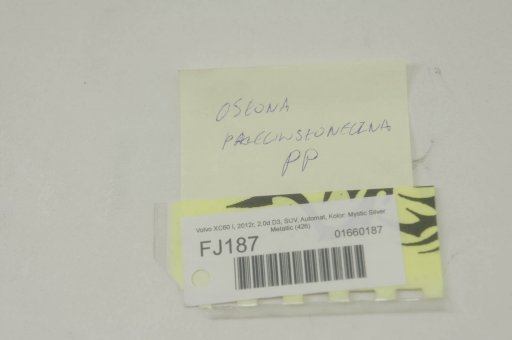 OSŁONA
PRZECIWSŁONECZNA
PP
Volvo XC60 I, 2012r, 2.0d D3, SUV, Automat, Kolor: Mystic Silver
Metallic (426)
FJ187
01660187